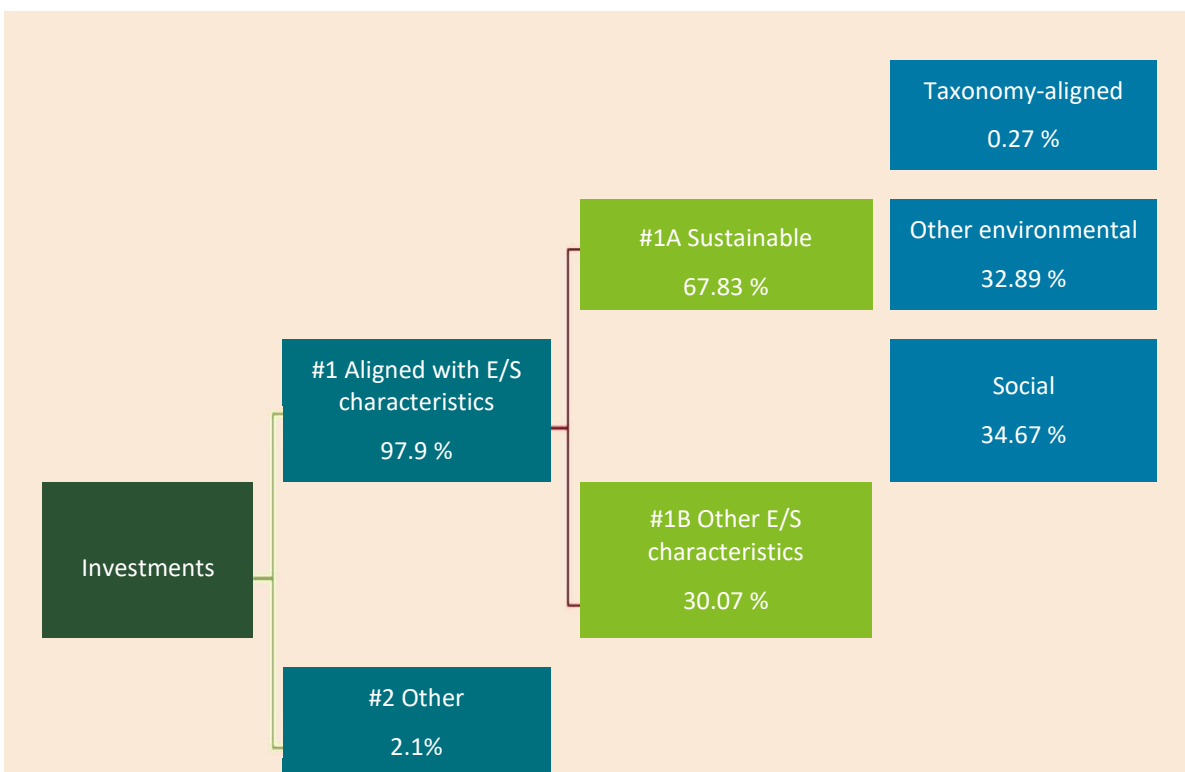 Taxonomy-aligned
0.27 %
#1A Sustainable
67.83 %
Other environmental
32.89 %
#1 Aligned with E/S
characteristics
97.9 %
Social
34.67 %
Investments
#1B Other E/S
characteristics
30.07 %
#2 Other
2.1%